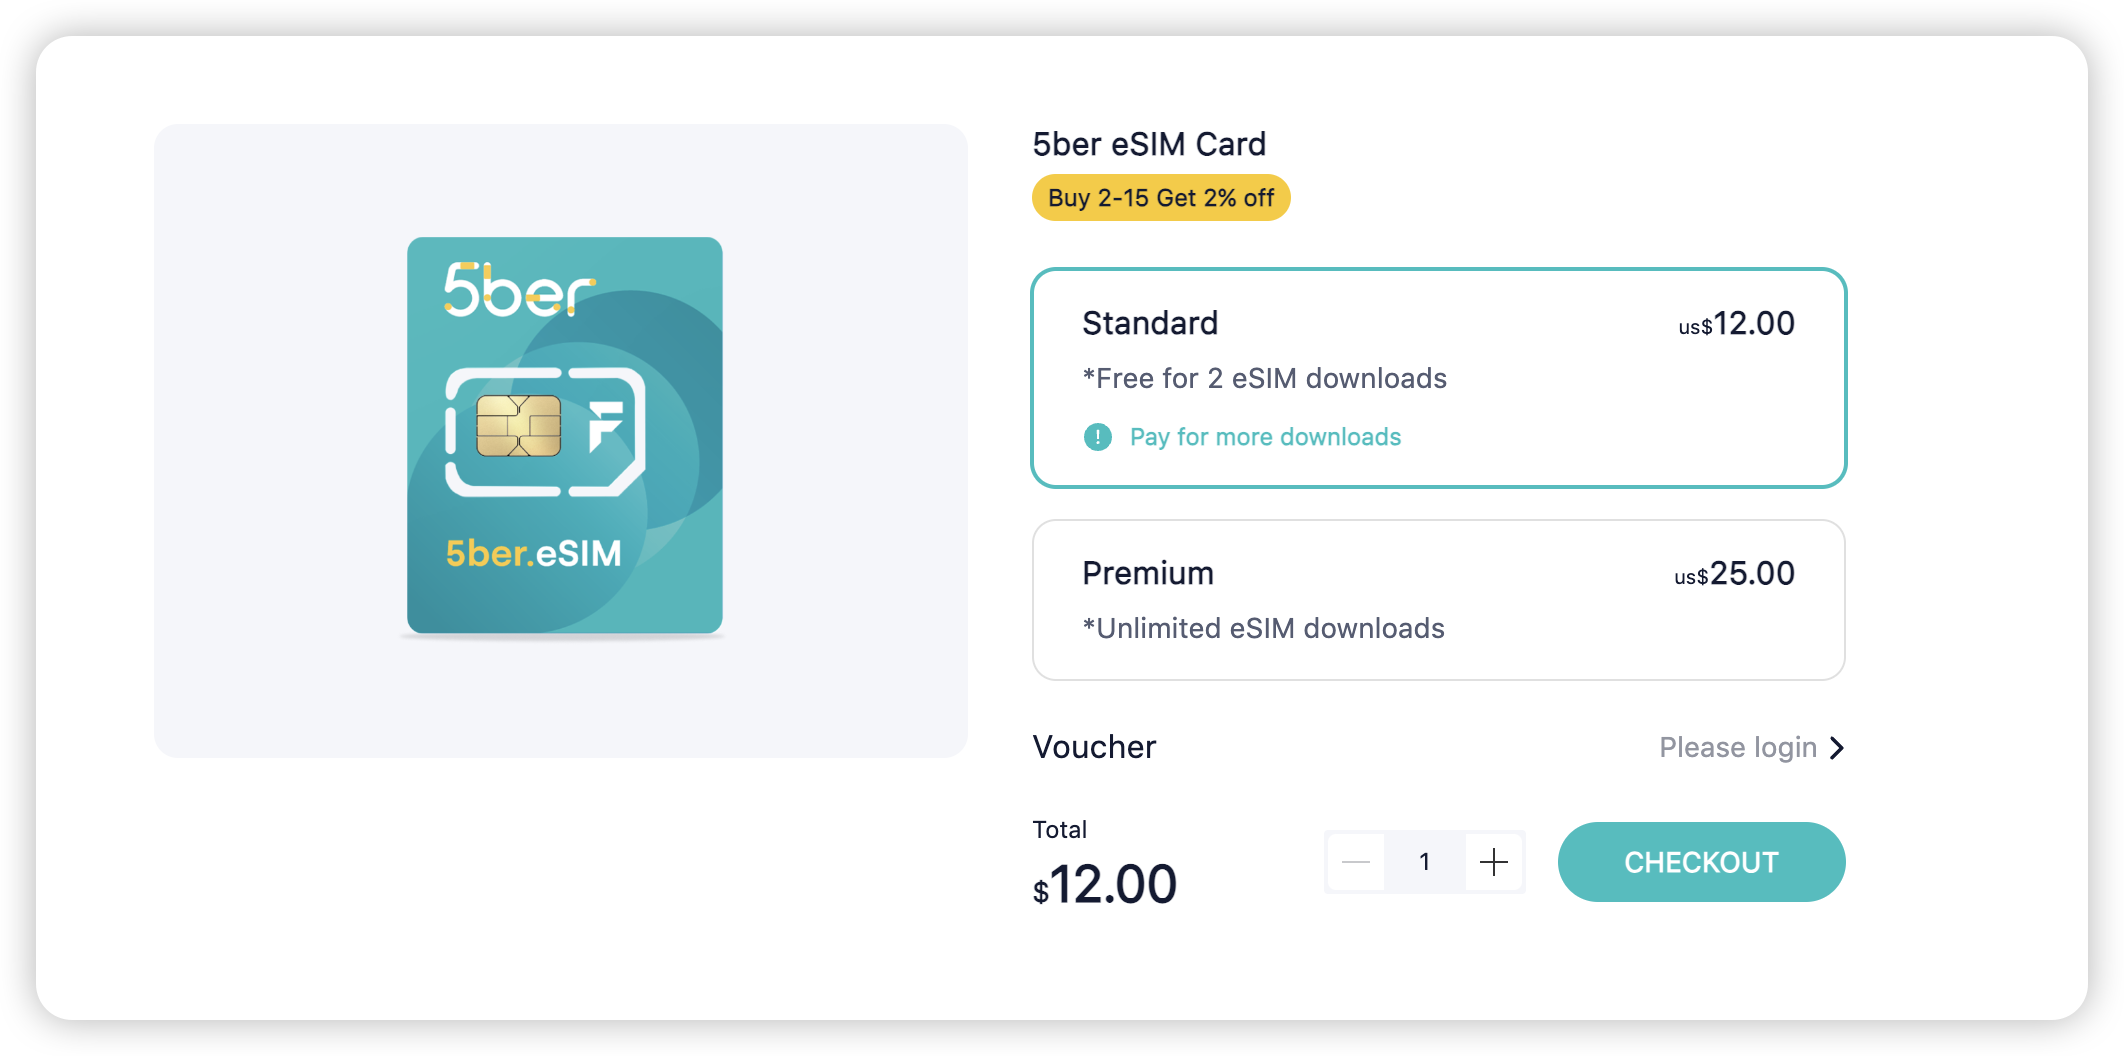 5ber
5ber.eSIM
5ber eSIM Card
Buy 2-15 Get 2% off
Standard
us$12.00
*Free for 2 eSIM downloads
! Pay for more downloads
Premium
us$25.00
*Unlimited eSIM downloads
Voucher
Please login
Total
$12.00
1
CHECKOUT